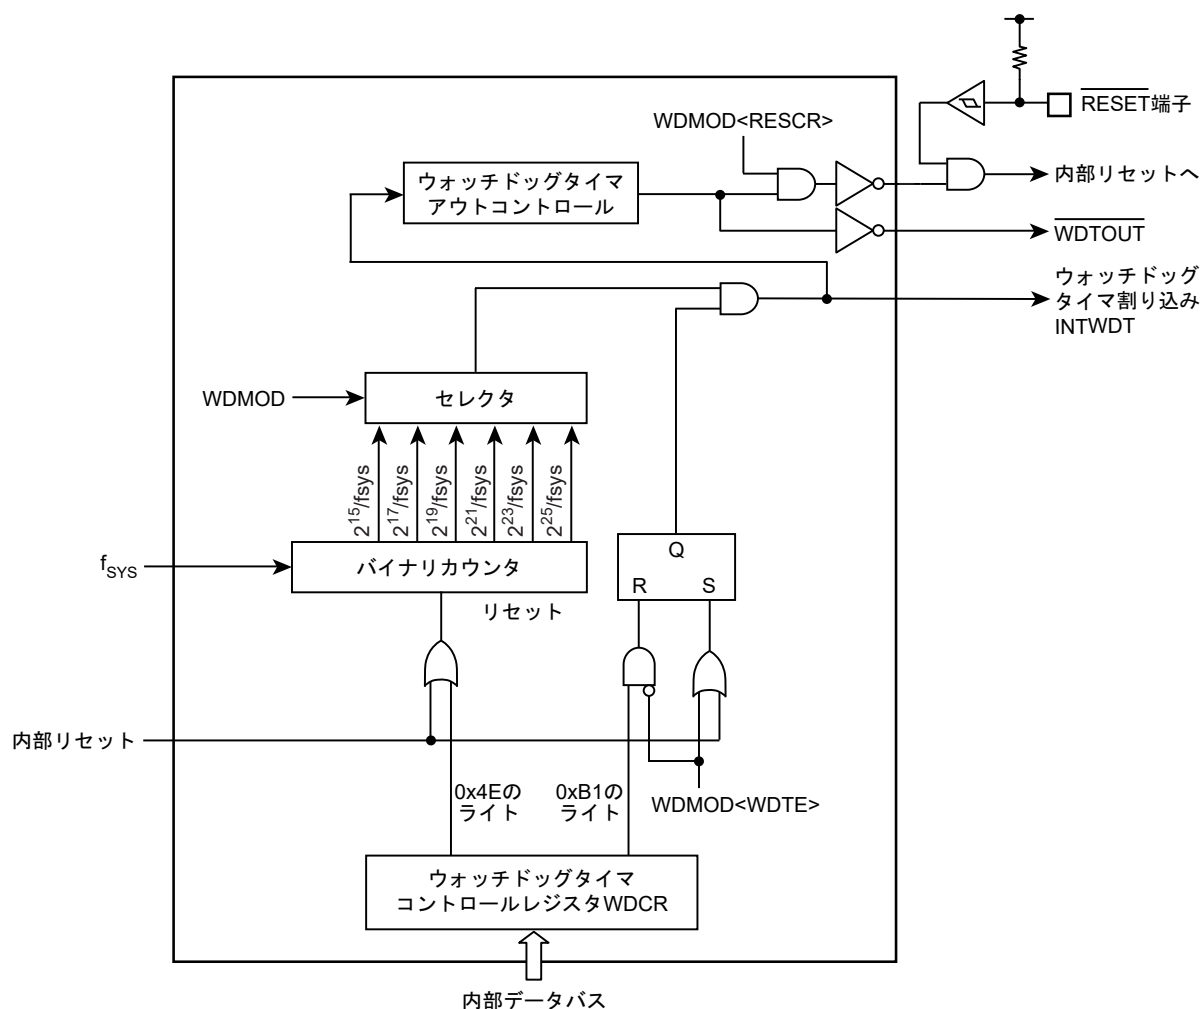 RESET端子
WDMOD<RESCR>
ウォッチドッグタイマ
アウトコントロール
内部リセットへ
WDTOUT
ウォッチドッグ
タイマ割り込み
INTWDT
WDMOD
セレクタ
2^15/fsys
2^17/fsys
2^19/fsys
2^21/fsys
2^23/fsys
2^25/fsys
fSYS
バイナリカウンタ
リセット
Q
R
S
内部リセット
0x4Eの
ライト
0xB1の
ライト
WDMOD<WDTE>
ウォッチドッグタイマ
コントロールレジスタWDCR
内部データバス